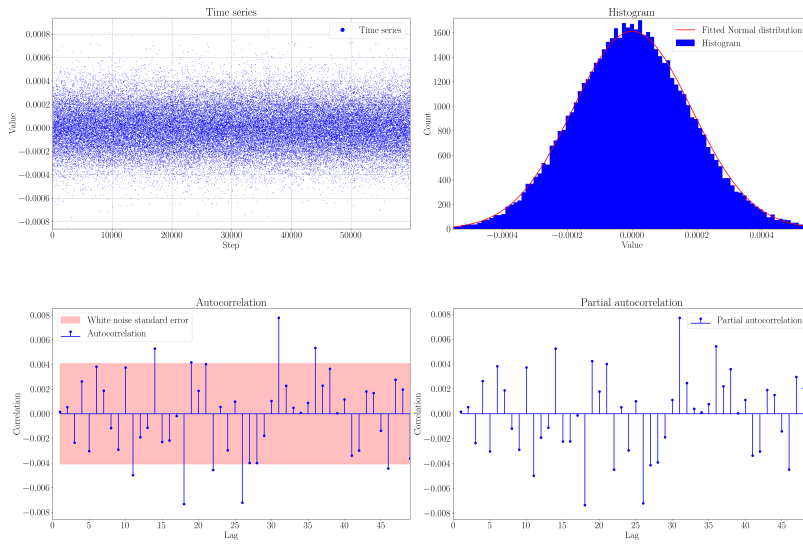 Time series
Time series
0.0008
0.0006
0.0004
0.0002
0.0000
−0.0002
−0.0004
−0.0006
−0.0008
Value
0 10000 20000 30000 40000 50000
Step
Histogram
Fitted Normal distribution
Histogram
1600
1400
1200
1000
800
600
400
200
0
Count
−0.0004 −0.0002 0.0000 0.0002 0.0004
Value
Autocorrelation
White noise standard error
Autocorrelation
0.008
0.006
0.004
0.002
0.000
−0.002
−0.004
−0.006
−0.008
Correlation
0 5 10 15 20 25 30 35 40 45
Lag
Partial autocorrelation
Partial autocorrelation
0.008
0.006
0.004
0.002
0.000
−0.002
−0.004
−0.006
−0.008
Correlation
0 5 10 15 20 25 30 35 40 45
Lag